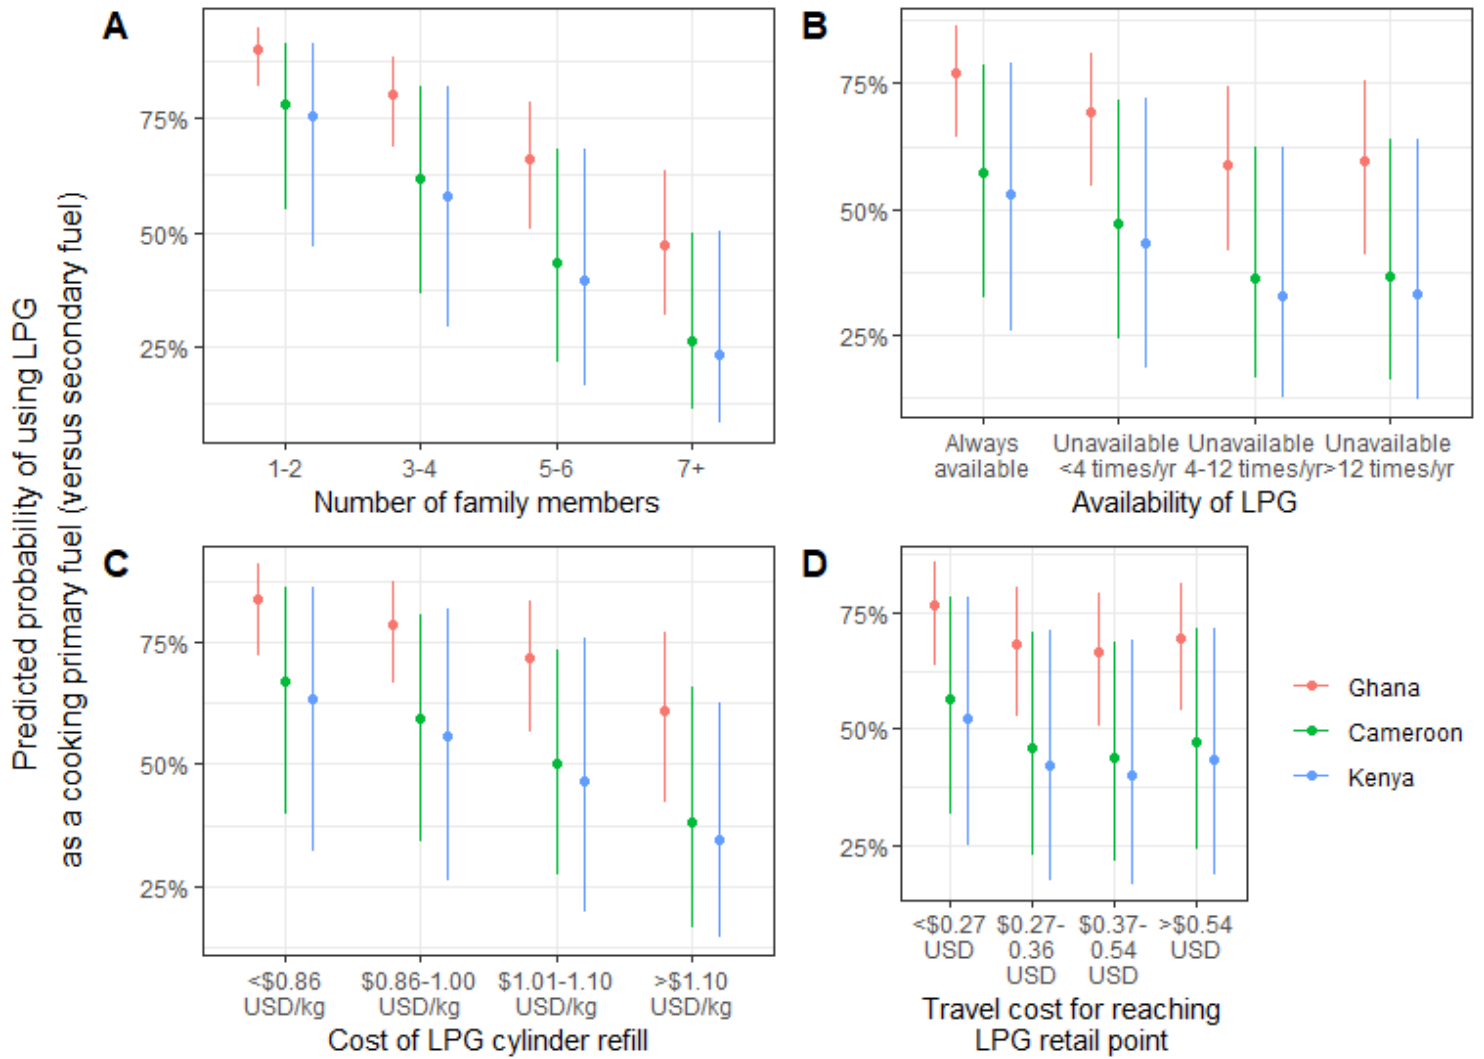 Predicted probability of using LPG
as a cooking primary fuel (versus secondary fuel)
A
75%
50%
25%
1-2 3-4 5-6 7+
Number of family members
B
75%
50%
25%
Always Unavailable Unavailable Unavailable
available <4 times/yr 4-12 times/yr >12 times/yr
Availability of LPG
C
75%
50%
25%
<$0.86 $0.86-1.00 $1.01-1.10 >$1.10
USD/kg USD/kg USD/kg USD/kg
Cost of LPG cylinder refill
D
75%
50%
25%
<$0.27 $0.27- $0.37- >$0.54
USD 0.36 0.54 USD
USD USD
Travel cost for reaching
LPG retail point
Ghana
Cameroon
Kenya